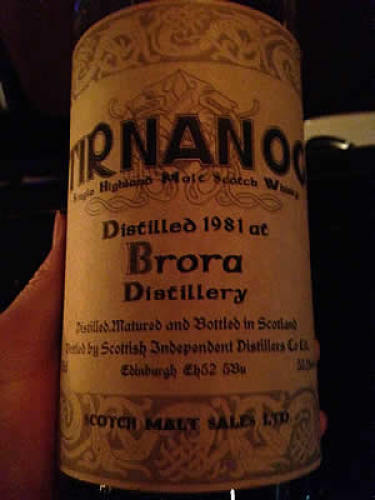 TIRNANOG
Single Highland Malt Scotch Whisky
Distilled 1981 at
Brora
Distillery
Distilled.Matured and Bottled in Scotland
Bottled by Scottish Independent Distillers Co Ltd.
Edinburgh Eh52 5Bu
SCOTCH MALT SALES LTD